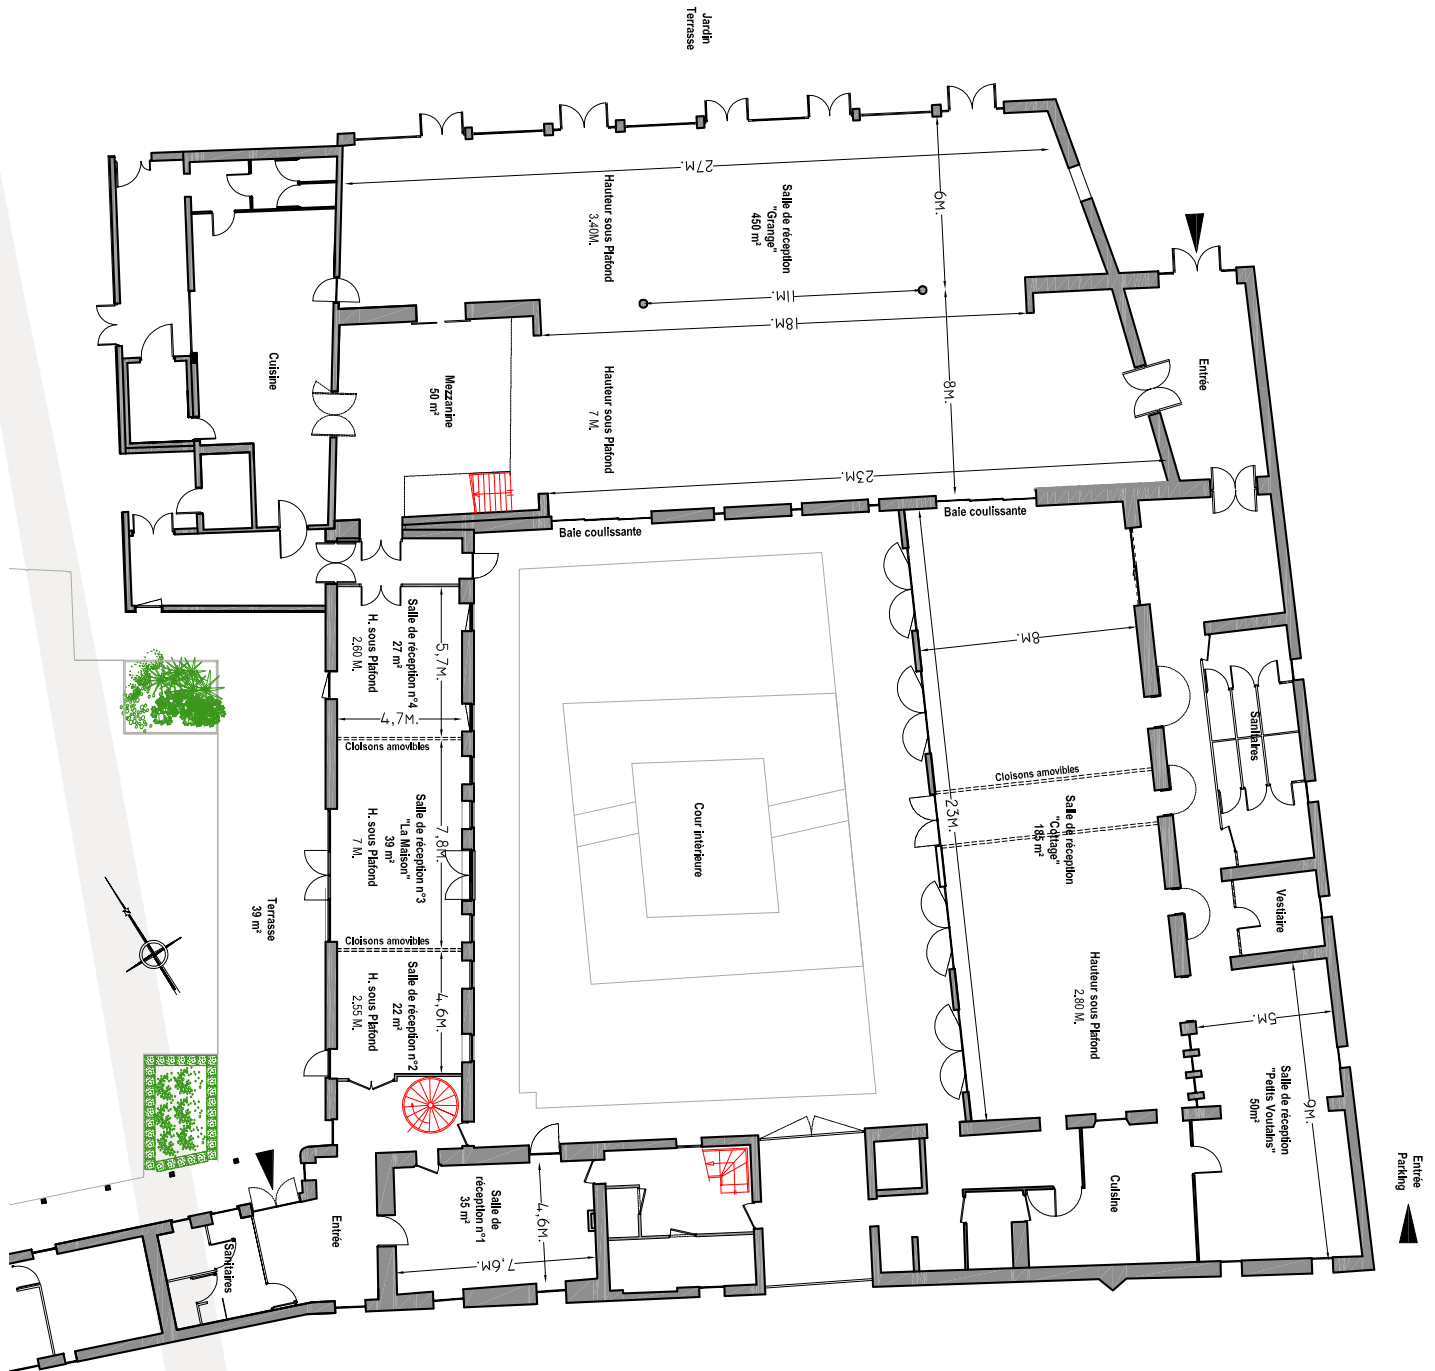 Jardin
Terrasse
27M.
6M.
Salle de réception
"Grange"
450 m²
Hauteur sous Plafond
3.40M.
11M.
18M.
8M.
Hauteur sous Plafond
7 M.
23M.
Entrée
Cuisine
Mezzanine
50 m²
Baie coulissante
Baie coulissante
8M.
Sanitaires
Cloisons amovibles
Salle de réception
"Cottage"
185 m²
23M.
Vestiaire
Hauteur sous Plafond
2.80 M.
5M.
9M.
Salle de réception
"Petits Voutains"
50m²
Entrée
Parking
Cuisine
Cour intèrieure
Salle de réception n°4
27 m²
H. sous Plafond
2.60 M.
5,7M.
4,7M.
Cloisons amovibles
Salle de réception n°3
"La Maison"
39 m²
H. sous Plafond
7 M.
7,8M.
Cloisons amovibles
Salle de réception n°2
22 m²
H. sous Plafond
2.55 M.
4,6M.
Terrasse
39 m²
Entrée
Sanitaires
Salle de
réception n°1
35 m²
4,6M.
7,6M.